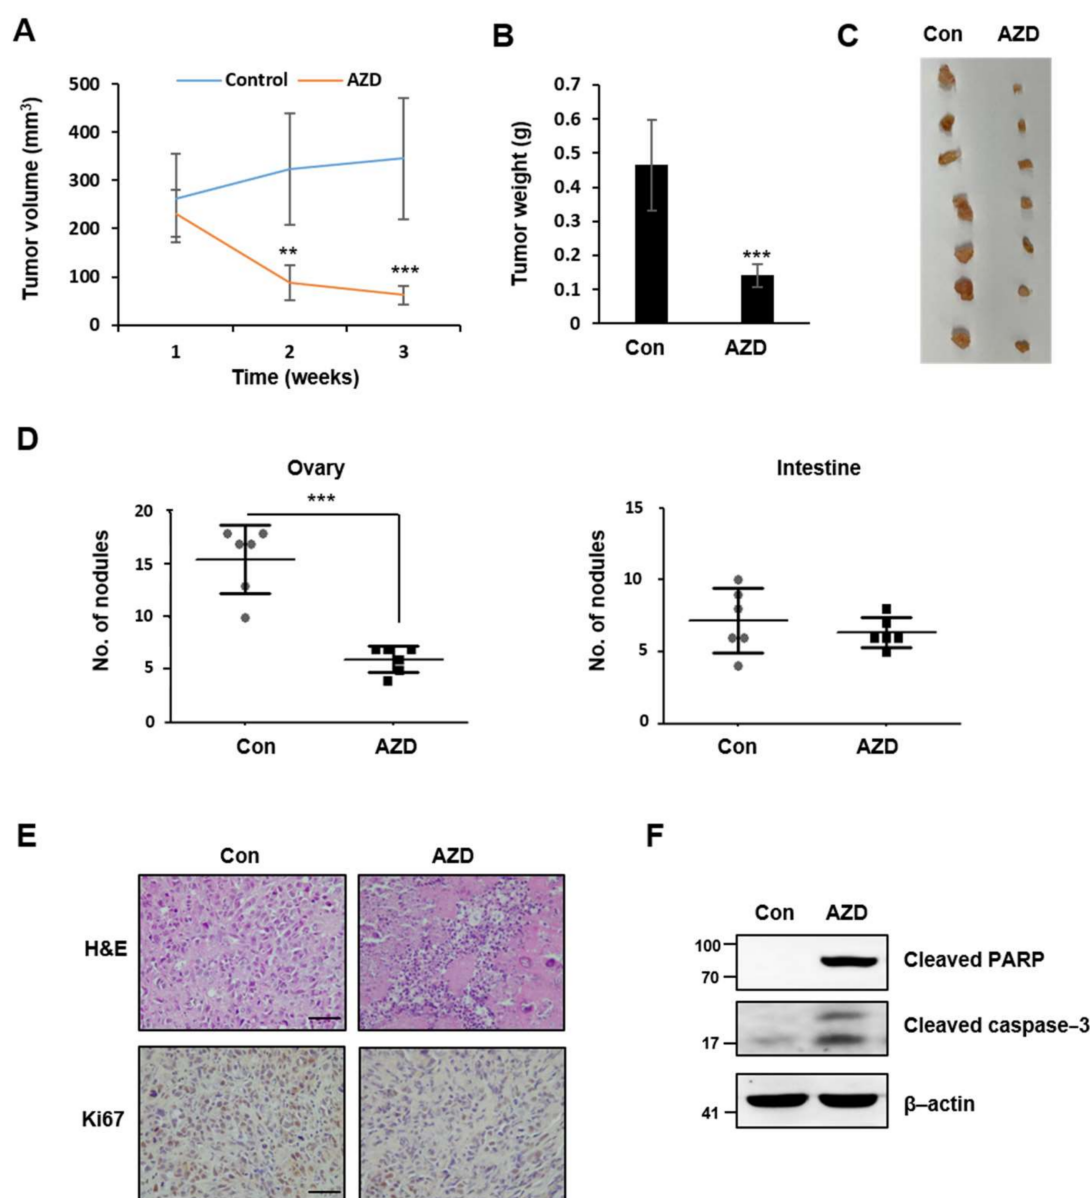 A
Control AZD
Tumor volume (mm³)
500
400
300
200
100
0
**
***
1 2 3
Time (weeks)
B
Tumor weight (g)
0.7
0.6
0.5
0.4
0.3
0.2
0.1
0
***
Con AZD
C
Con AZD
D
Ovary
No. of nodules
20
15
10
5
0
***
Con AZD
Intestine
No. of nodules
15
10
5
0
Con AZD
E
Con AZD
H&E
Ki67
F
Con AZD
100
70
Cleaved PARP
17
Cleaved caspase–3
41
β–actin